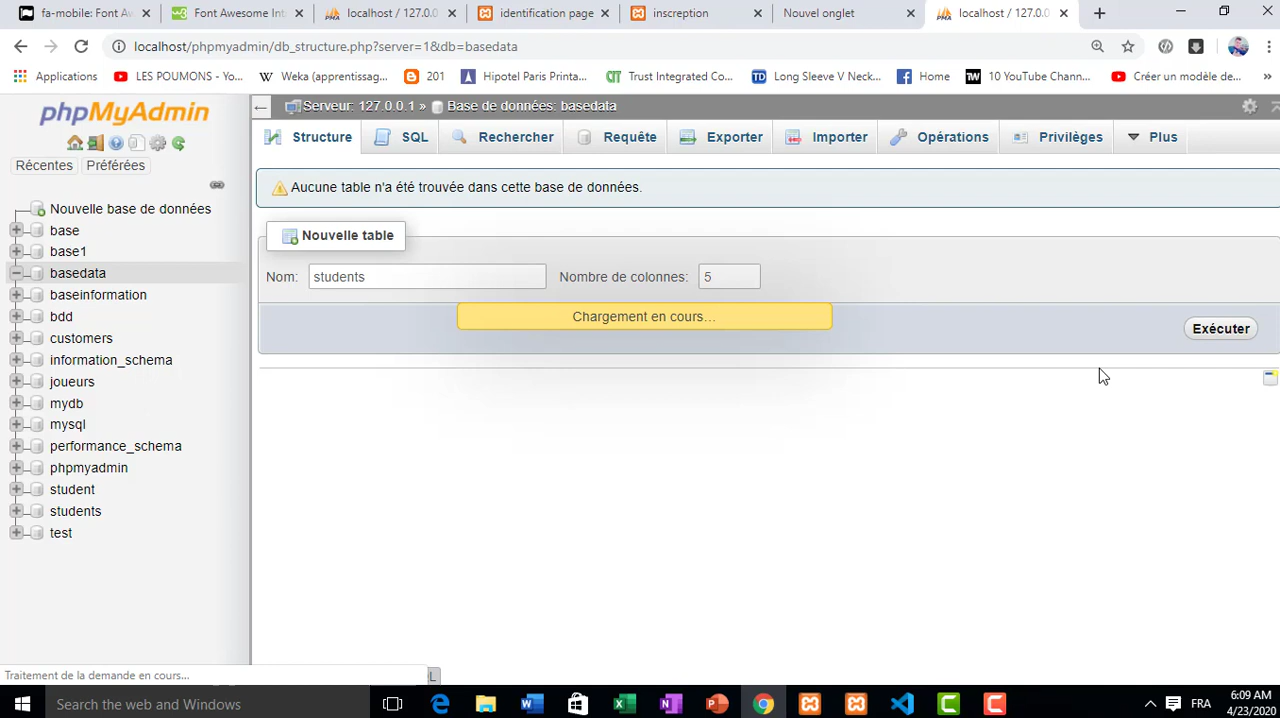 fa-mobile: Font Aw
Font Awesome Int
localhost / 127.0.0
identification page
inscreption
Nouvel onglet
localhost / 127.0.0
localhost/phpmyadmin/db_structure.php?server=1&db=basedata
Applications
LES POUMONS - Yo...
Weka (apprentissag...
201
Hipotel Paris Printa...
Trust Integrated Co...
Long Sleeve V Neck...
Home
10 YouTube Chann...
Créer un modèle de...
»
phpMyAdmin
Récentes
Préférées
Nouvelle base de données
base
base1
basedata
baseinformation
bdd
customers
information_schema
joueurs
mydb
mysql
performance_schema
phpmyadmin
student
students
test
Traitement de la demande en cours...
Serveur: 127.0.0.1 » Base de données: basedata
Structure
SQL
Rechercher
Requête
Exporter
Importer
Opérations
Privilèges
Plus
Aucune table n'a été trouvée dans cette base de données.
Nouvelle table
Nom: students
Nombre de colonnes: 5
Chargement en cours…
Exécuter
L
Search the web and Windows
FRA
6:09 AM
4/23/2020